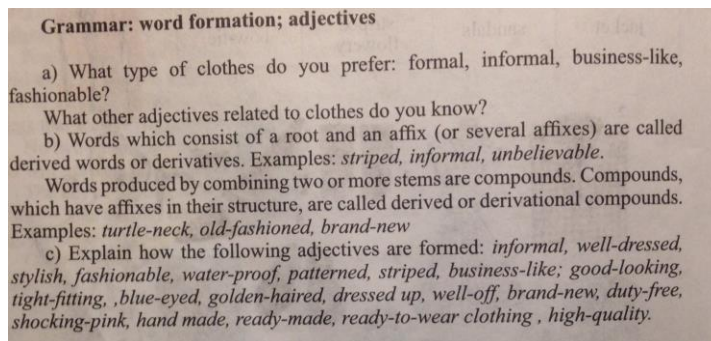 Grammar: word formation; adjectives
a) What type of clothes do you prefer: formal, informal, business-like,
fashionable?
What other adjectives related to clothes do you know?
b) Words which consist of a root and an affix (or several affixes) are called
derived words or derivatives. Examples: striped, informal, unbelievable.
Words produced by combining two or more stems are compounds. Compounds,
which have affixes in their structure, are called derived or derivational compounds.
Examples: turtle-neck, old-fashioned, brand-new
c) Explain how the following adjectives are formed: informal, well-dressed,
stylish, fashionable, water-proof, patterned, striped, business-like; good-looking,
tight-fitting, ,blue-eyed, golden-haired, dressed up, well-off, brand-new, duty-free,
shocking-pink, hand made, ready-made, ready-to-wear clothing , high-quality.